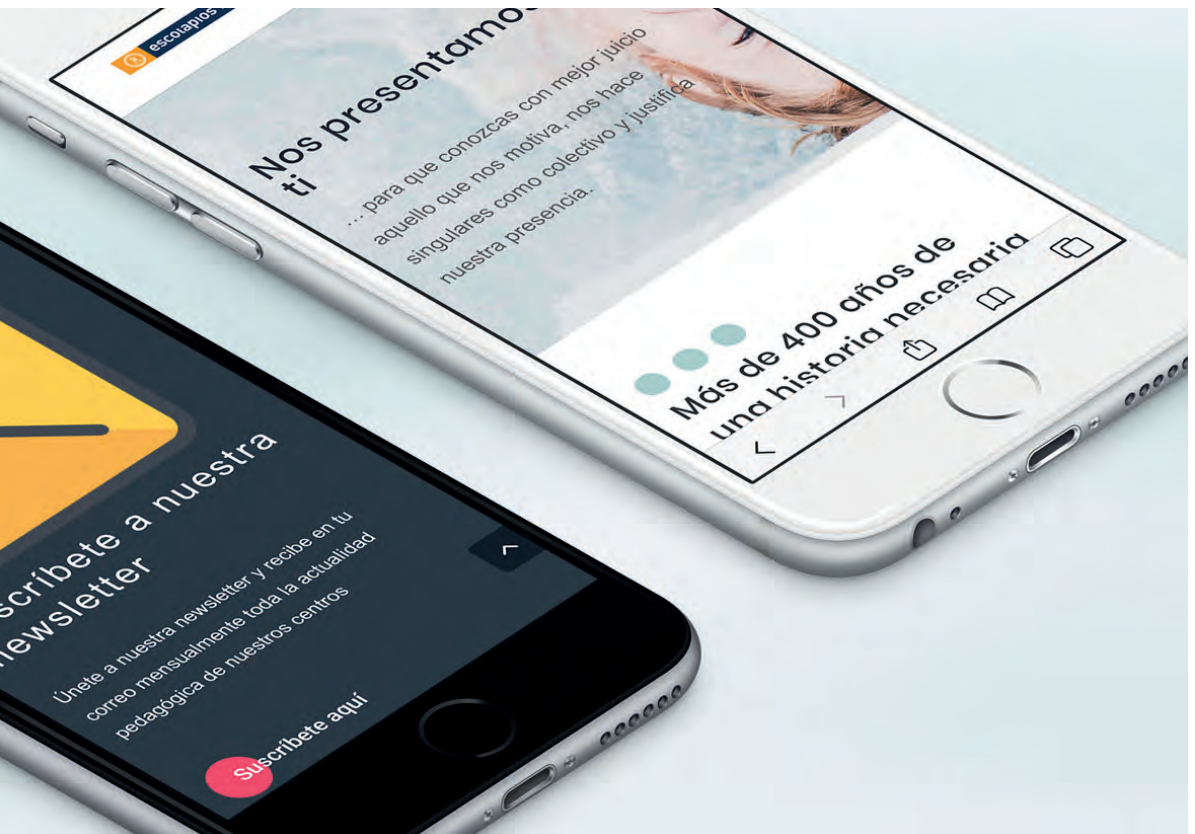 escolapios
Nos presentamos
ti
... para que conozcas con mejor juicio
aquello que nos motiva, nos hace
singulares como colectivo y justifica
nuestra presencia.
Más de 400 años de
una historia necesaria
scríbete a nuestra
newsletter
Únete a nuestra newsletter y recibe en tu
correo mensualmente toda la actualidad
pedagógica de nuestros centros
Suscríbete aquí